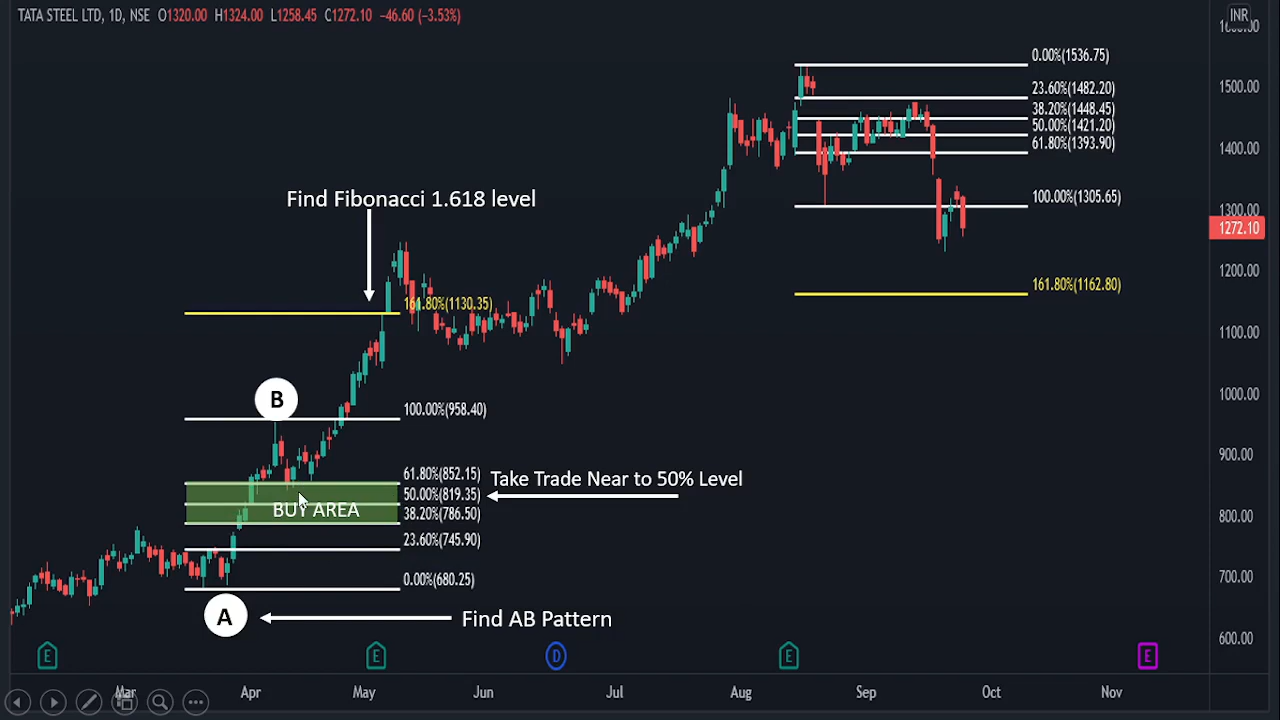 TATA STEEL LTD, 1D, NSE O1320.00 H1324.00 L1258.45 C1272.10 −46.60 (−3.53%)
INR
0.00%(1536.75)
1500.00
23.60%(1482.20)
38.20%(1448.45)
50.00%(1421.20)
61.80%(1393.90)
1400.00
Find Fibonacci 1.618 level
100.00%(1305.65)
1300.00
1272.10
1200.00
161.80%(1162.80)
161.80%(1130.35)
1100.00
B
1000.00
100.00%(958.40)
900.00
61.80%(852.15)
Take Trade Near to 50% Level
50.00%(819.35)
BUY AREA
38.20%(786.50)
800.00
23.60%(745.90)
0.00%(680.25)
700.00
A
Find AB Pattern
600.00
E E D E E
Mar Apr May Jun Jul Aug Sep Oct Nov